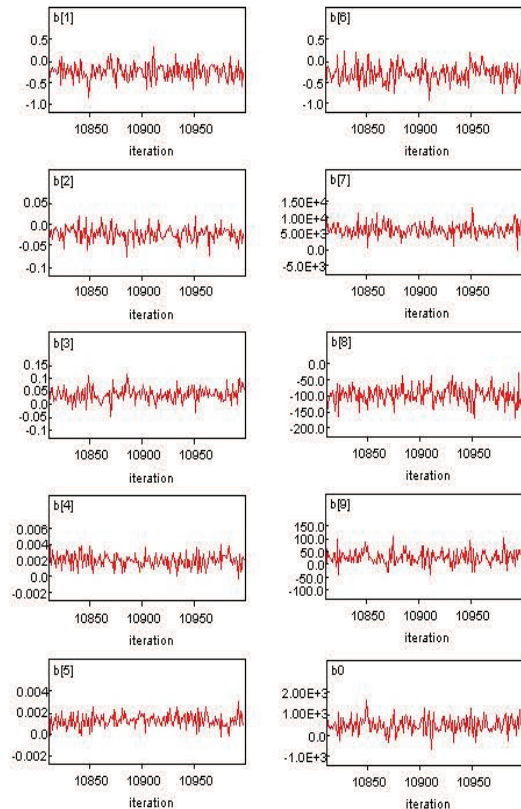 b[1]
0.5
0.0
-0.5
-1.0
10850 10900 10950
iteration
b[6]
0.5
0.0
-0.5
-1.0
10850 10900 10950
iteration
b[2]
0.05
0.0
-0.05
-0.1
10850 10900 10950
iteration
b[7]
1.50E+4
1.00E+4
5.00E+3
0.0
-5.0E+3
10850 10900 10950
iteration
b[3]
0.15
0.1
0.05
0.0
-0.05
-0.1
10850 10900 10950
iteration
b[8]
0.0
-50.0
-100.0
-150.0
-200.0
10850 10900 10950
iteration
b[4]
0.006
0.004
0.002
0.0
-0.002
10850 10900 10950
iteration
b[9]
150.0
100.0
50.0
0.0
-50.0
-100.0
10850 10900 10950
iteration
b[5]
0.004
0.002
0.0
-0.002
10850 10900 10950
iteration
b0
2.00E+3
1.00E+3
0.0
-1.0E+3
10850 10900 10950
iteration